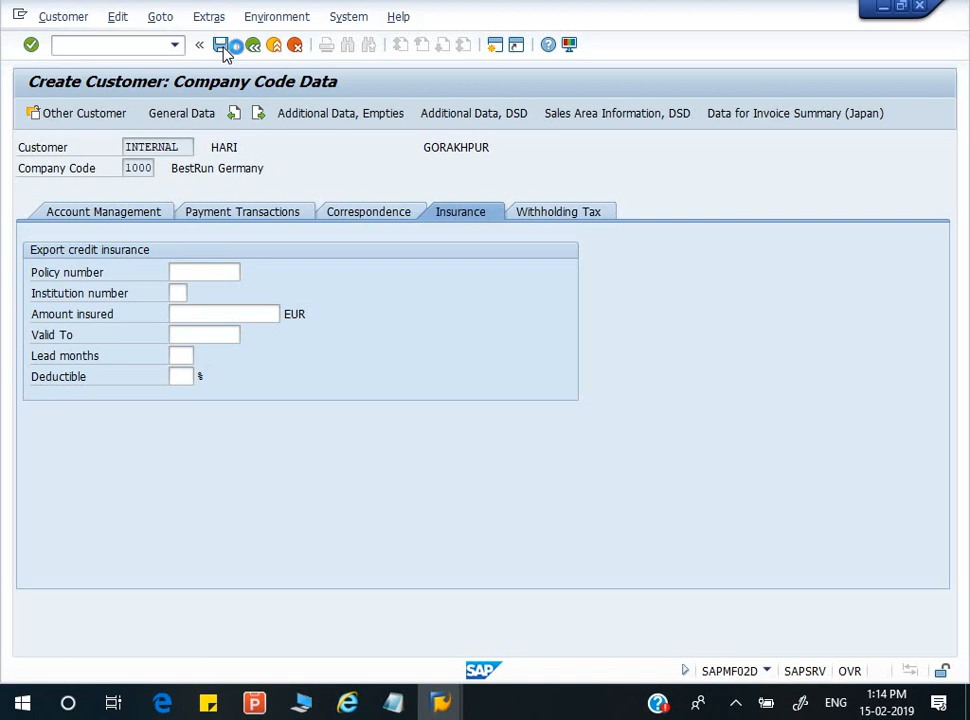 Customer Edit Goto Extras Environment System Help
Create Customer: Company Code Data
Other Customer General Data Additional Data, Empties Additional Data, DSD Sales Area Information, DSD Data for Invoice Summary (Japan)
Customer INTERNAL HARI GORAKHPUR
Company Code 1000 BestRun Germany
Account Management Payment Transactions Correspondence Insurance Withholding Tax
Export credit insurance
Policy number
Institution number
Amount insured EUR
Valid To
Lead months
Deductible %
SAP SAPMF02D SAPSRV OVR
ENG 1:14 PM
15-02-2019